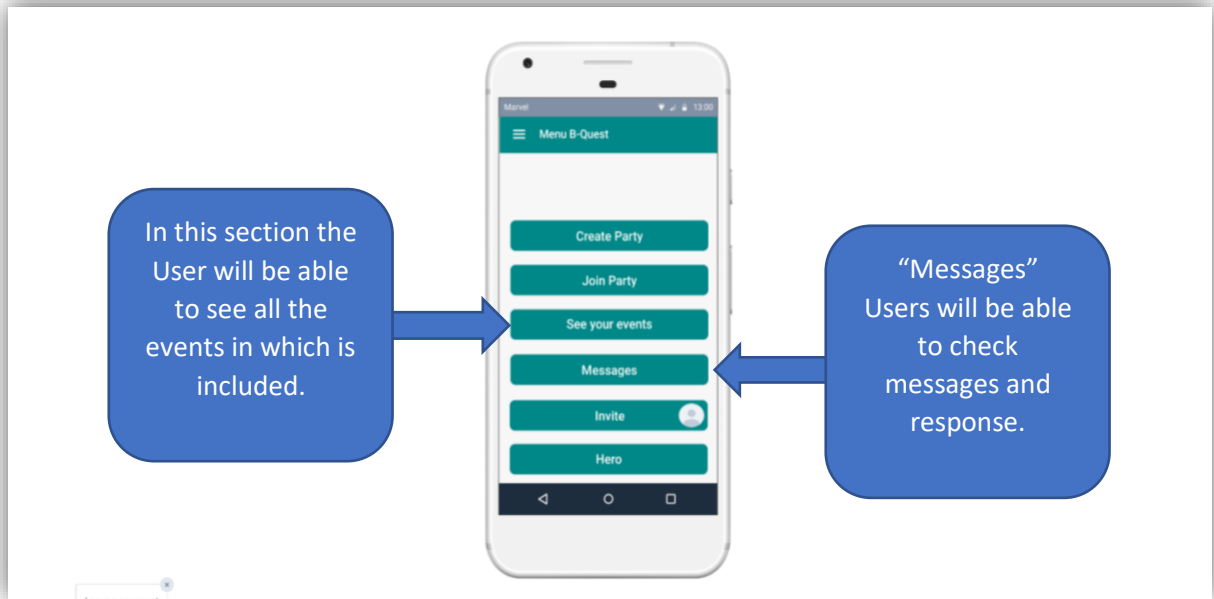 Marvel 13:00
Menu B-Quest
In this section the
User will be able
to see all the
events in which is
included.
Create Party
Join Party
See your events
Messages
Invite
Hero
“Messages”
Users will be able
to check
messages and
response.